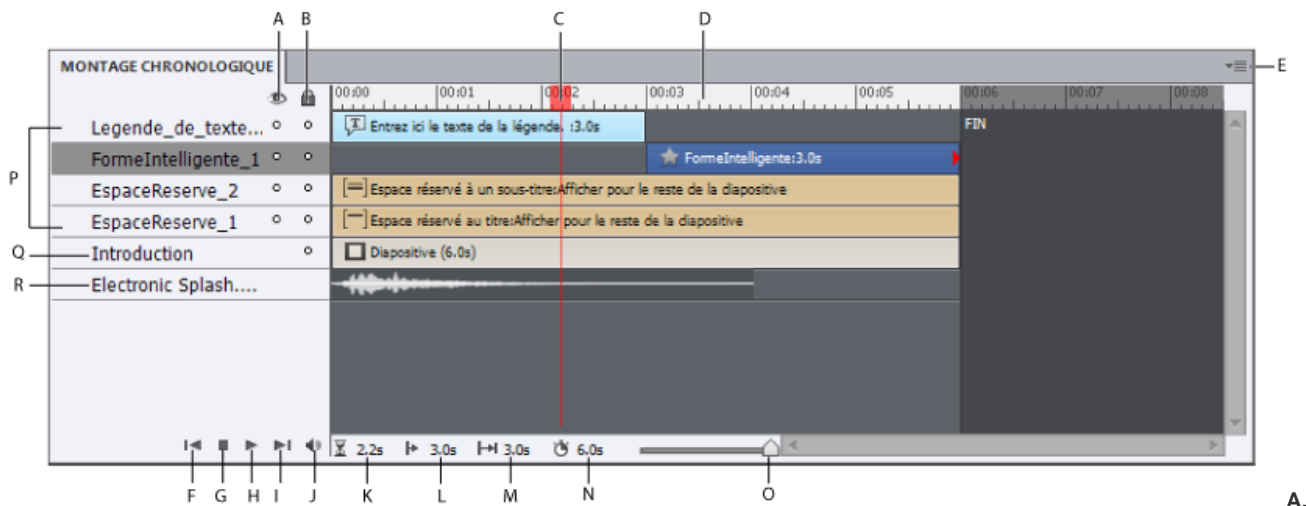 A B C D
MONTAGE CHRONOLOGIQUE
E
00:00 00:01 00:02 00:03 00:04 00:05 00:06 00:07 00:08
Legende_de_texte... Entrez ici le texte de la légende. :3.0s FIN
FormeIntelligente_1 FormeIntelligente:3.0s
P
EspaceReserve_2 Espace réservé à un sous-titre:Afficher pour le reste de la diapositive
EspaceReserve_1 Espace réservé au titre:Afficher pour le reste de la diapositive
Q Introduction Diapositive (6.0s)
R Electronic Splash....
2.2s 3.0s 3.0s 6.0s
F G H I J K L M N O
A.